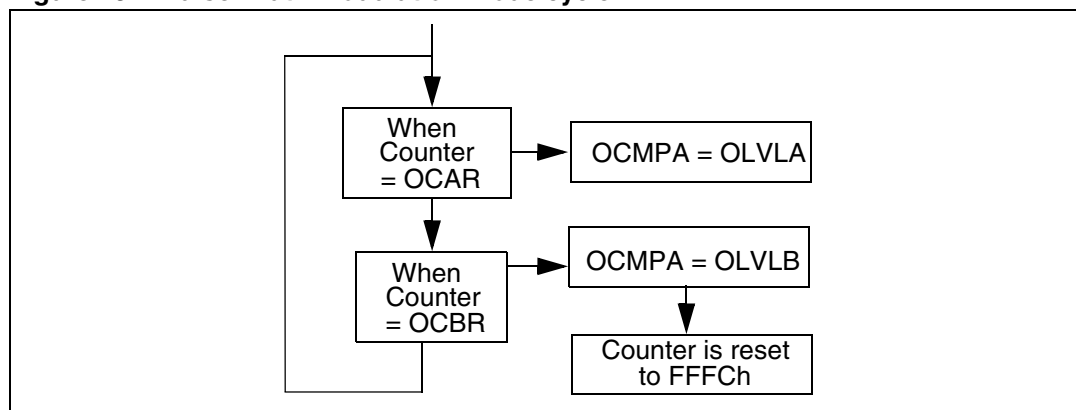 When
Counter
= OCAR
OCMPA = OLVLA
When
Counter
= OCBR
OCMPA = OLVLB
Counter is reset
to FFFCh